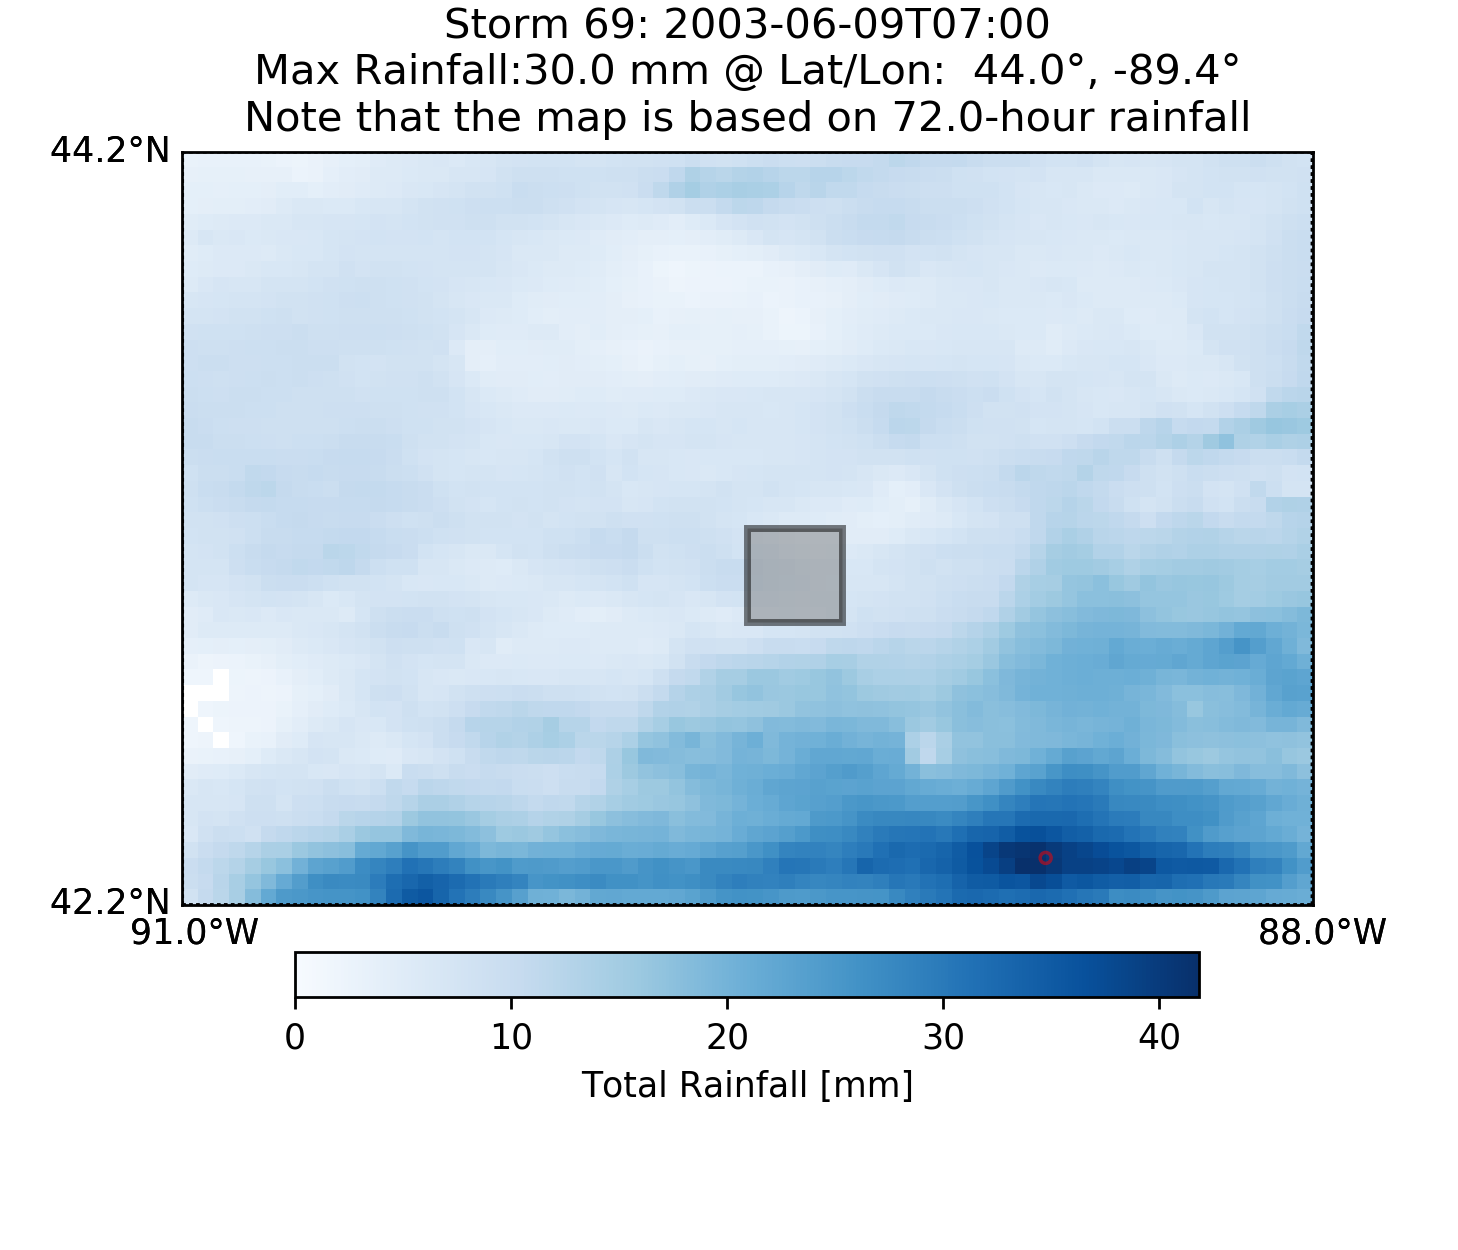 Storm 69: 2003-06-09T07:00
Max Rainfall:30.0 mm @ Lat/Lon:  44.0°, -89.4°
Note that the map is based on 72.0-hour rainfall
44.2°N
42.2°N
91.0°W 88.0°W
0 10 20 30 40
Total Rainfall [mm]